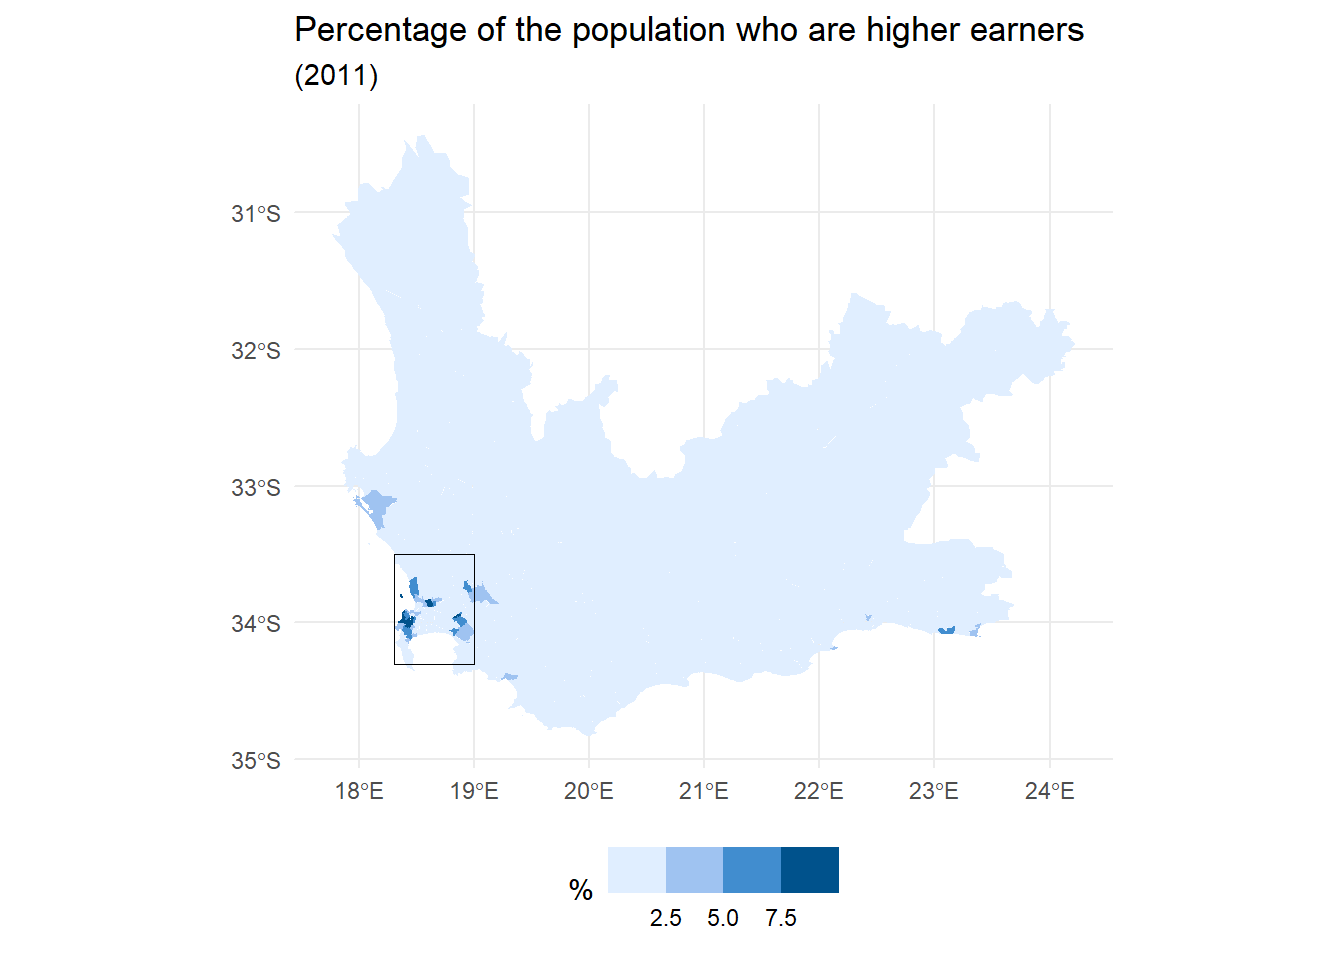 Percentage of the population who are higher earners
(2011)
31°S
32°S
33°S
34°S
35°S
18°E 19°E 20°E 21°E 22°E 23°E 24°E
%
2.5 5.0 7.5